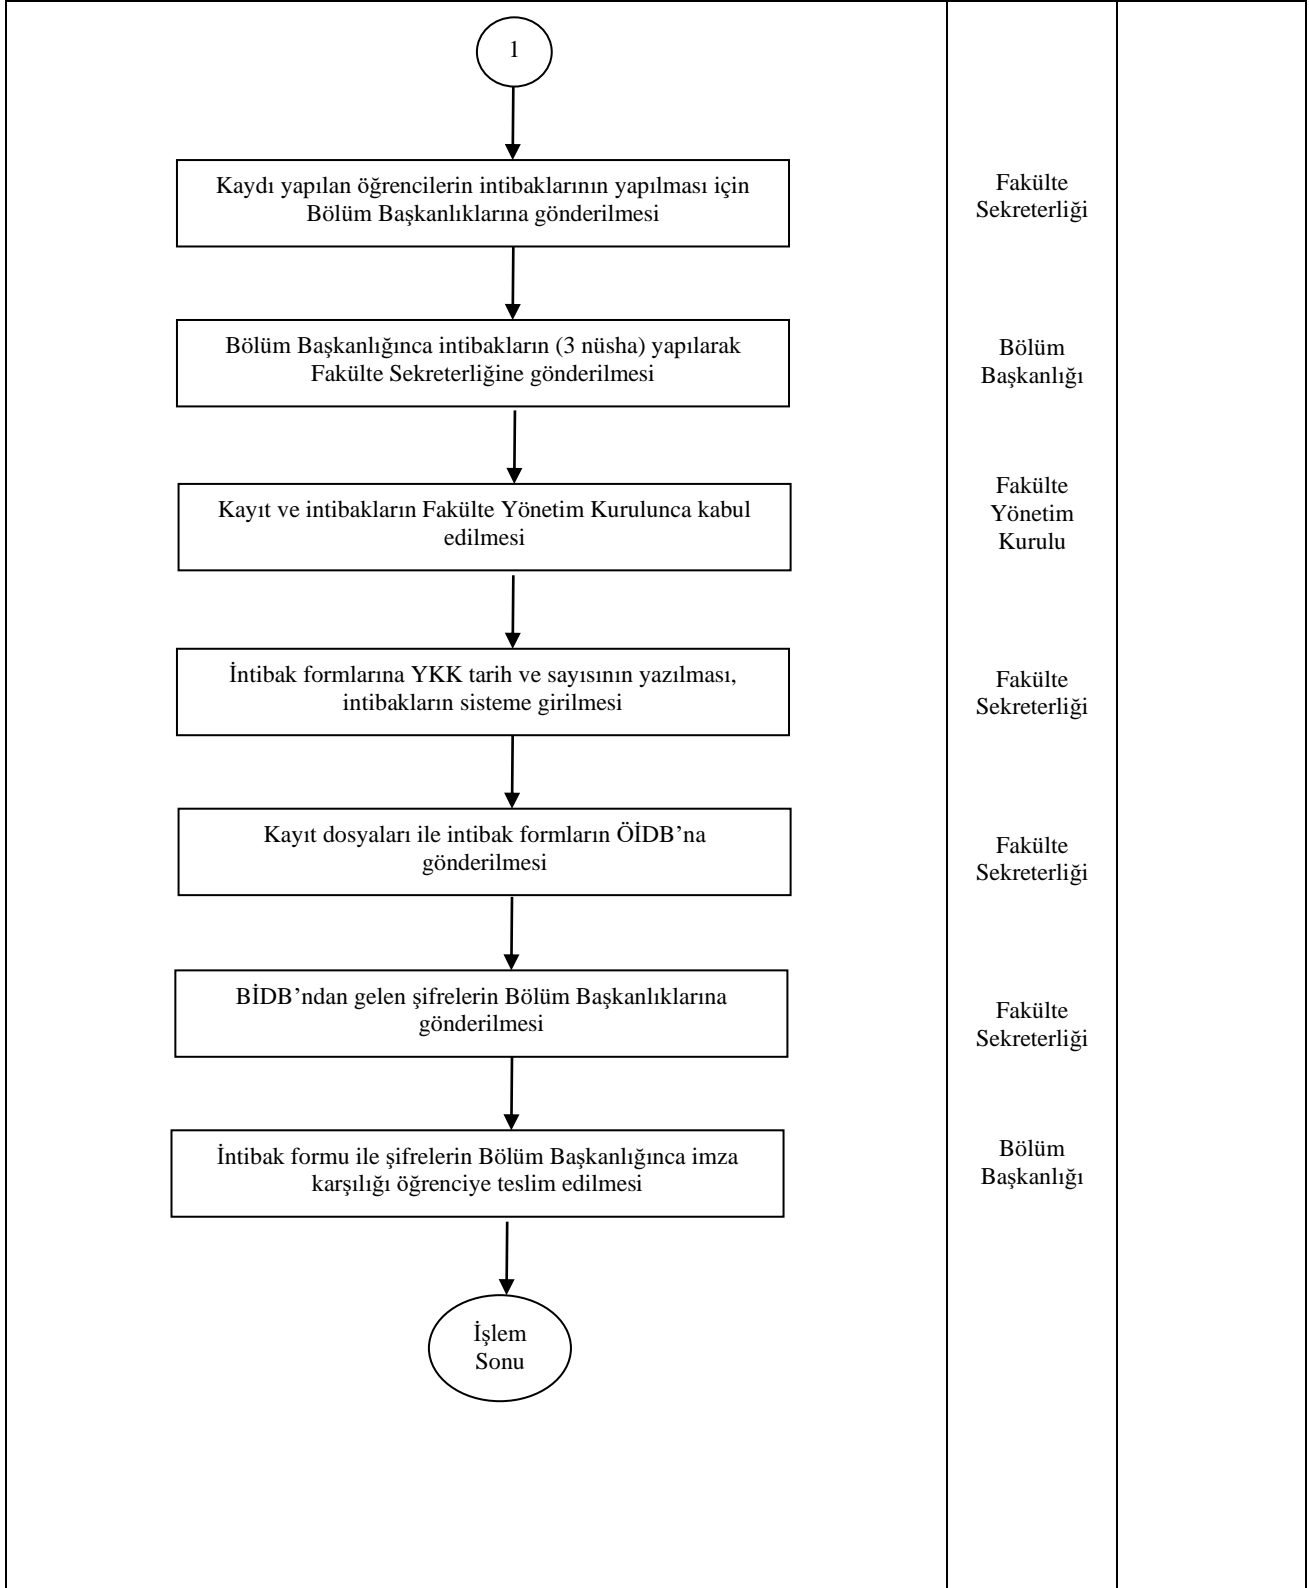 1
Kaydı yapılan öğrencilerin intibaklarının yapılması için
Bölüm Başkanlıklarına gönderilmesi
Fakülte
Sekreterliği
Bölüm Başkanlığınca intibakların (3 nüsha) yapılarak
Fakülte Sekreterliğine gönderilmesi
Bölüm
Başkanlığı
Kayıt ve intibakların Fakülte Yönetim Kurulunca kabul
edilmesi
Fakülte
Yönetim
Kurulu
İntibak formlarına YKK tarih ve sayısının yazılması,
intibakların sisteme girilmesi
Fakülte
Sekreterliği
Kayıt dosyaları ile intibak formların ÖİDB’na
gönderilmesi
Fakülte
Sekreterliği
BİDB’ndan gelen şifrelerin Bölüm Başkanlıklarına
gönderilmesi
Fakülte
Sekreterliği
İntibak formu ile şifrelerin Bölüm Başkanlığınca imza
karşılığı öğrenciye teslim edilmesi
Bölüm
Başkanlığı
İşlem
Sonu